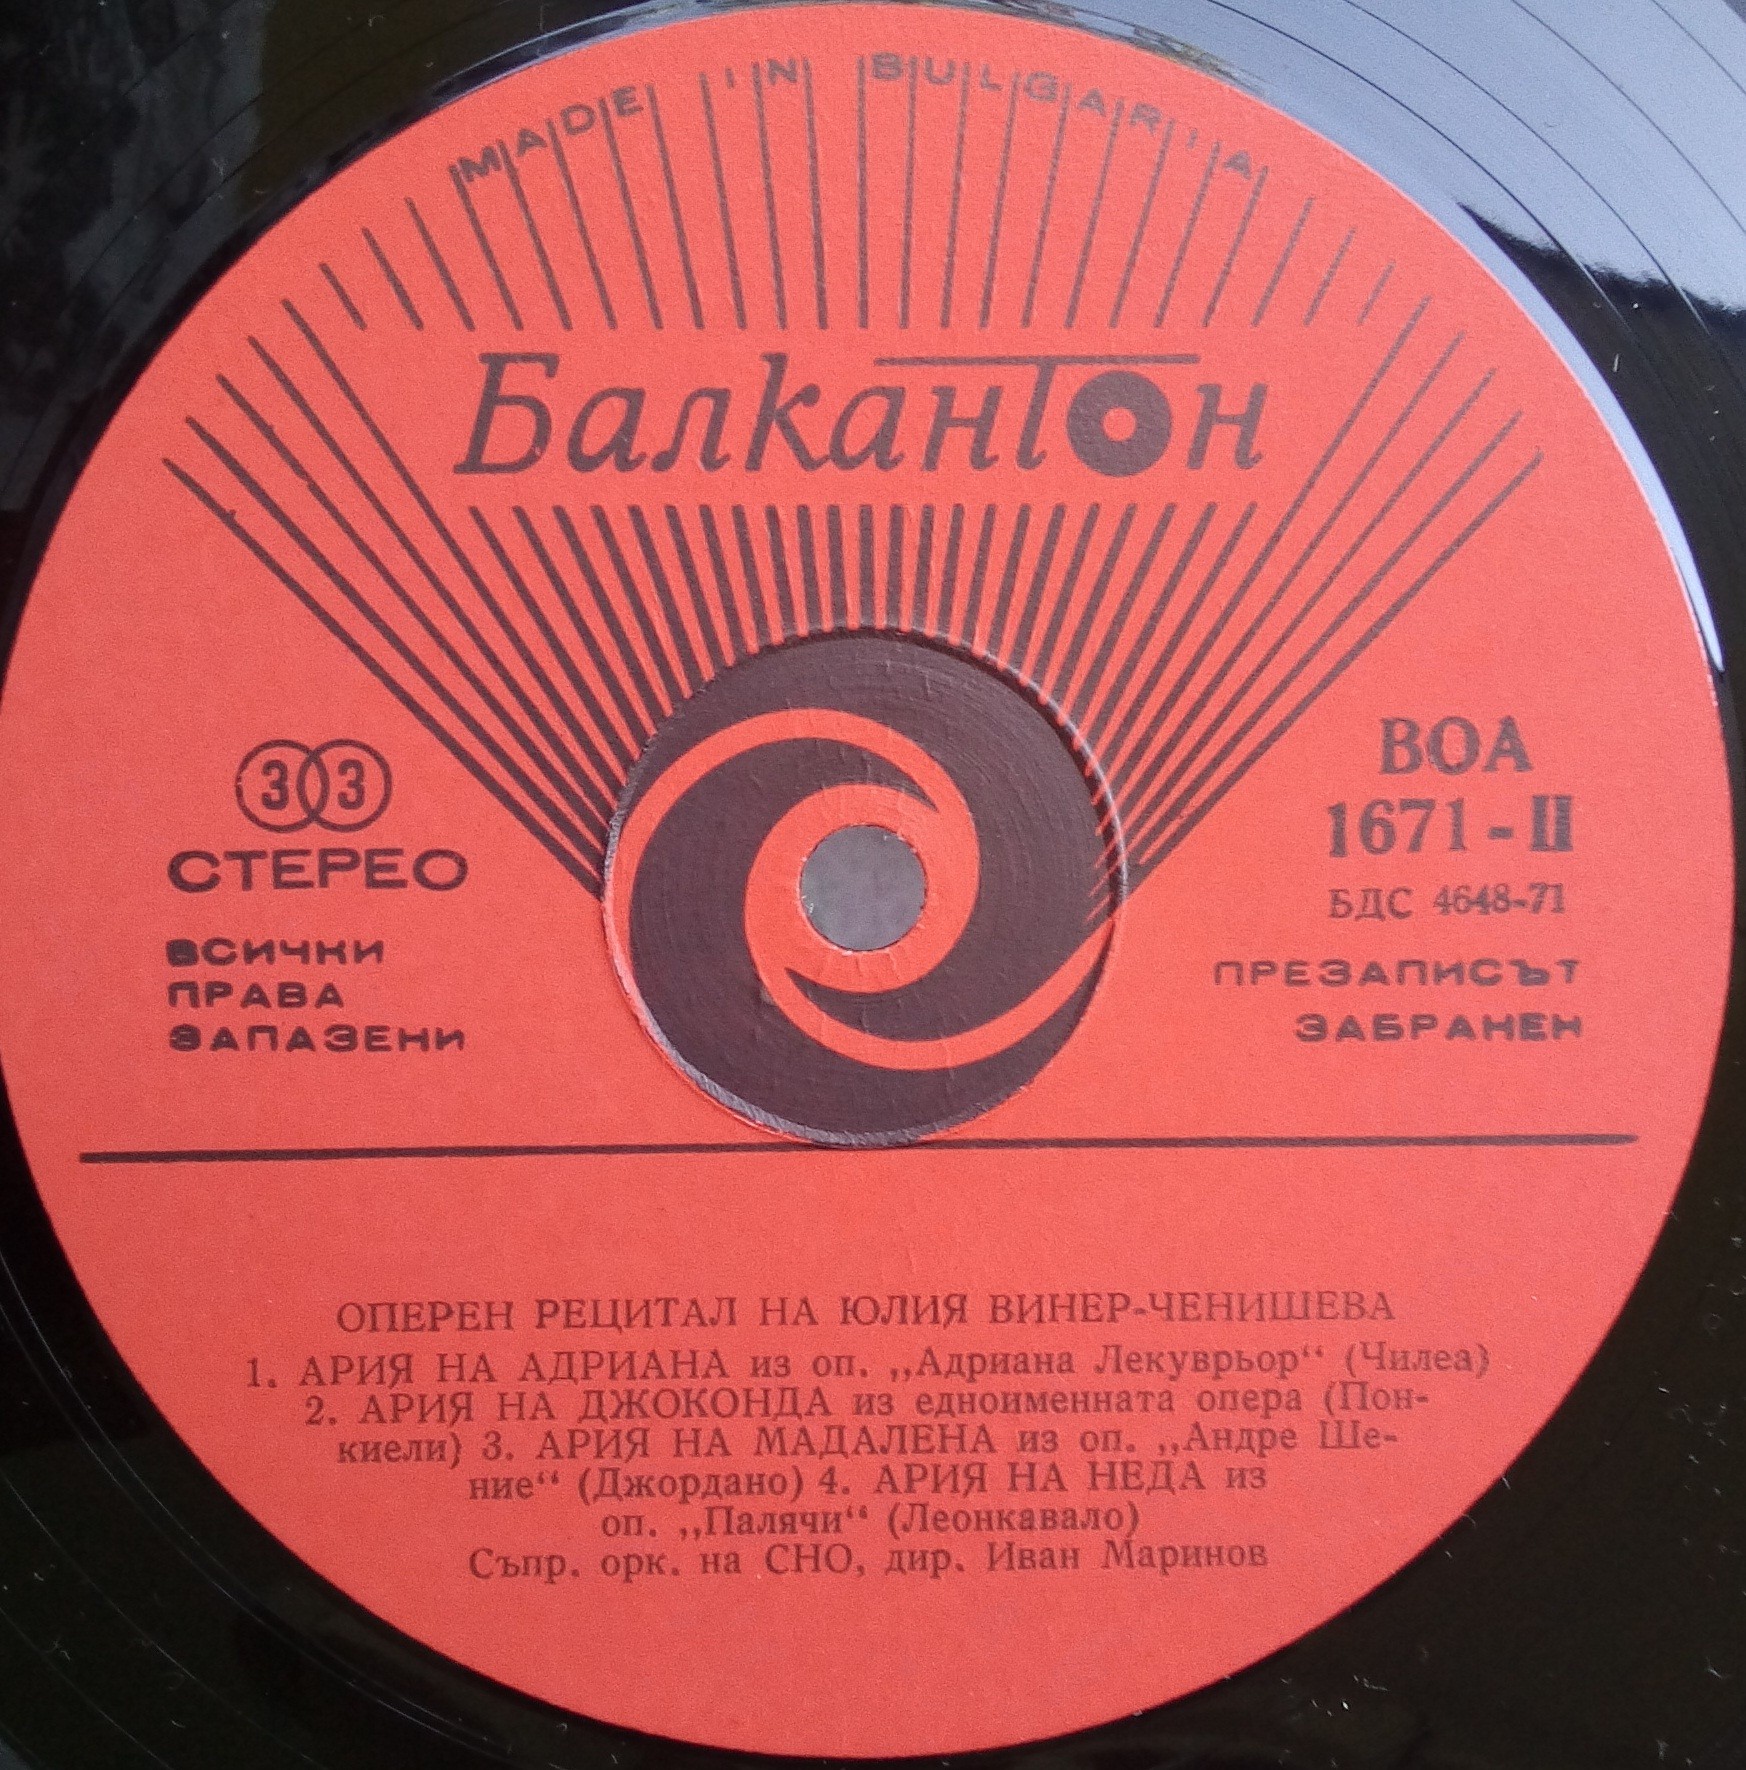 MADE IN BULGARIA
Балкантон
33
СТЕРЕО
ВСИЧКИ
ПРАВА
ЗАПАЗЕНИ
ВОА
1671-II
БДС 4648-71
ПРЕЗАПИСЪТ
ЗАБРАНЕН
ОПЕРЕН РЕЦИТАЛ НА ЮЛИЯ ВИНЕР-ЧЕНИШЕВА
1. АРИЯ НА АДРИАНА из оп. „Адриана Лекуврьор“ (Чилеа)
2. АРИЯ НА ДЖОКОНДА из едноименната опера (Пон-
киели) 3. АРИЯ НА МАДАЛЕНА из оп. „Андре Ше-
ние“ (Джордано) 4. АРИЯ НА НЕДА из
оп. „Палячи“ (Леонкавало)
Съпр. орк. на СНО, дир. Иван Маринов